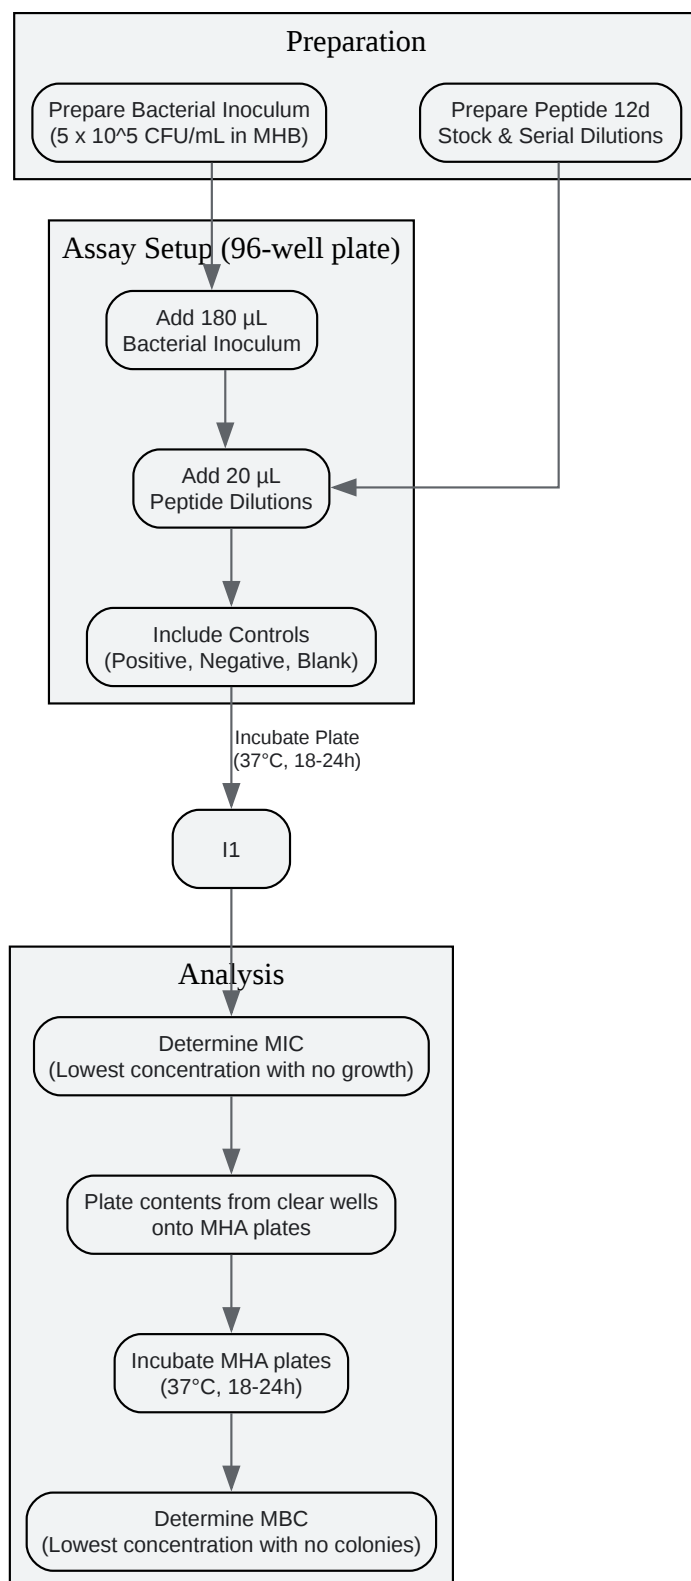 Preparation
Prepare Bacterial Inoculum
(5 x 10^5 CFU/mL in MHB)
Prepare Peptide 12d
Stock & Serial Dilutions
Assay Setup (96-well plate)
Add 180 µL
Bacterial Inoculum
Add 20 µL
Peptide Dilutions
Include Controls
(Positive, Negative, Blank)
Incubate Plate
(37°C, 18-24h)
I1
Analysis
Determine MIC
(Lowest concentration with no growth)
Plate contents from clear wells
onto MHA plates
Incubate MHA plates
(37°C, 18-24h)
Determine MBC
(Lowest concentration with no colonies)